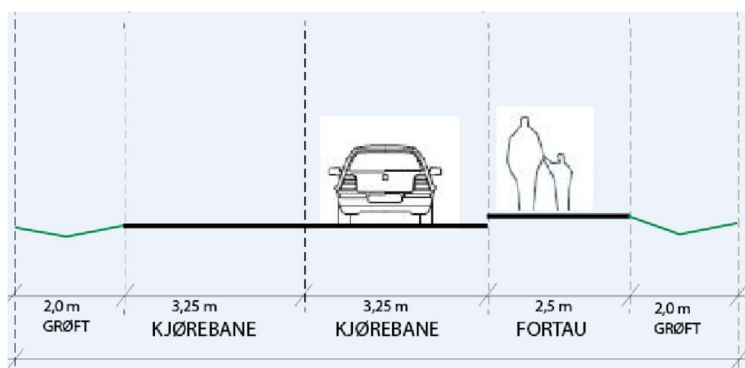 2,0 m
GRØFT
3,25 m
KJØREBANE
3,25 m
KJØREBANE
2,5 m
FORTAU
2,0 m
GRØFT